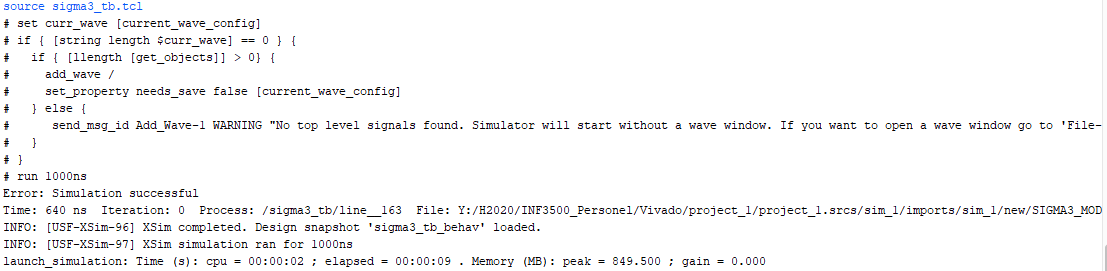 source sigma3_tb.tcl
# set curr_wave [current_wave_config]
# if { [string length $curr_wave] == 0 } {
#   if { [llength [get_objects]] > 0} {
#     add_wave /
#     set_property needs_save false [current_wave_config]
#   } else {
#      send_msg_id Add_Wave-1 WARNING "No top level signals found. Simulator will start without a wave window. If you want to open a wave window go to 'File-
#   }
# }
# run 1000ns
Error: Simulation successful
Time: 640 ns  Iteration: 0  Process: /sigma3_tb/line__163  File: Y:/H2020/INF3500_Personel/Vivado/project_1/project_1.srcs/sim_1/imports/sim_1/new/SIGMA3_MOD
INFO: [USF-XSim-96] XSim completed. Design snapshot 'sigma3_tb_behav' loaded.
INFO: [USF-XSim-97] XSim simulation ran for 1000ns
launch_simulation: Time (s): cpu = 00:00:02 ; elapsed = 00:00:09 . Memory (MB): peak = 849.500 ; gain = 0.000